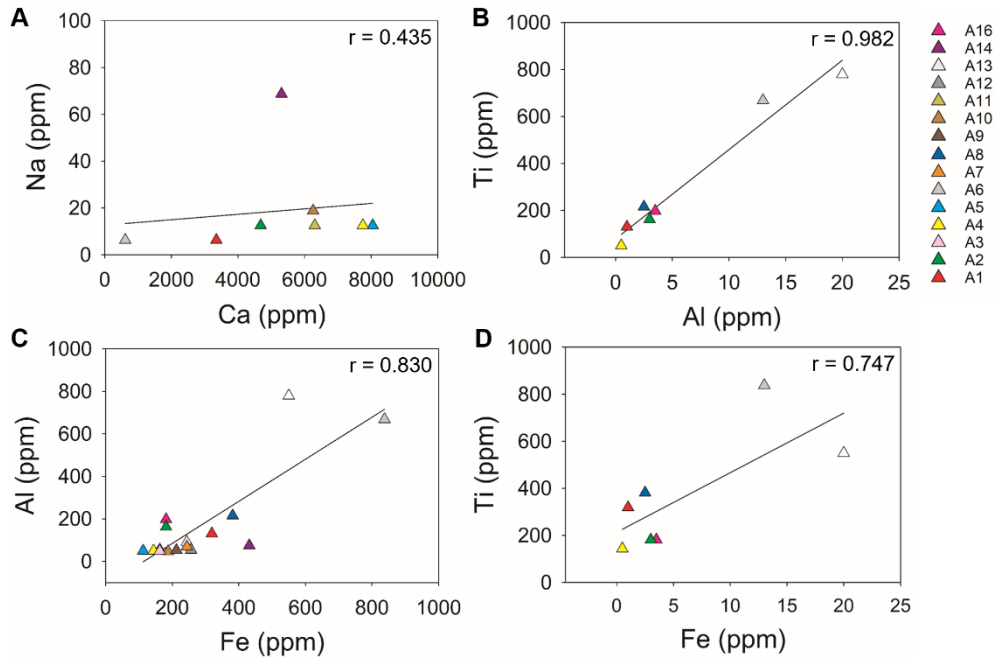 A
r = 0.435
100
80
60
40
20
0
Na (ppm)
0 2000 4000 6000 8000 10000
Ca (ppm)
B
r = 0.982
1000
800
600
400
200
0
Ti (ppm)
0 5 10 15 20 25
Al (ppm)
A16
A14
A13
A12
A11
A10
A9
A8
A7
A6
A5
A4
A3
A2
A1
C
r = 0.830
1000
800
600
400
200
0
Al (ppm)
0 200 400 600 800 1000
Fe (ppm)
D
r = 0.747
1000
800
600
400
200
0
Ti (ppm)
0 5 10 15 20 25
Fe (ppm)